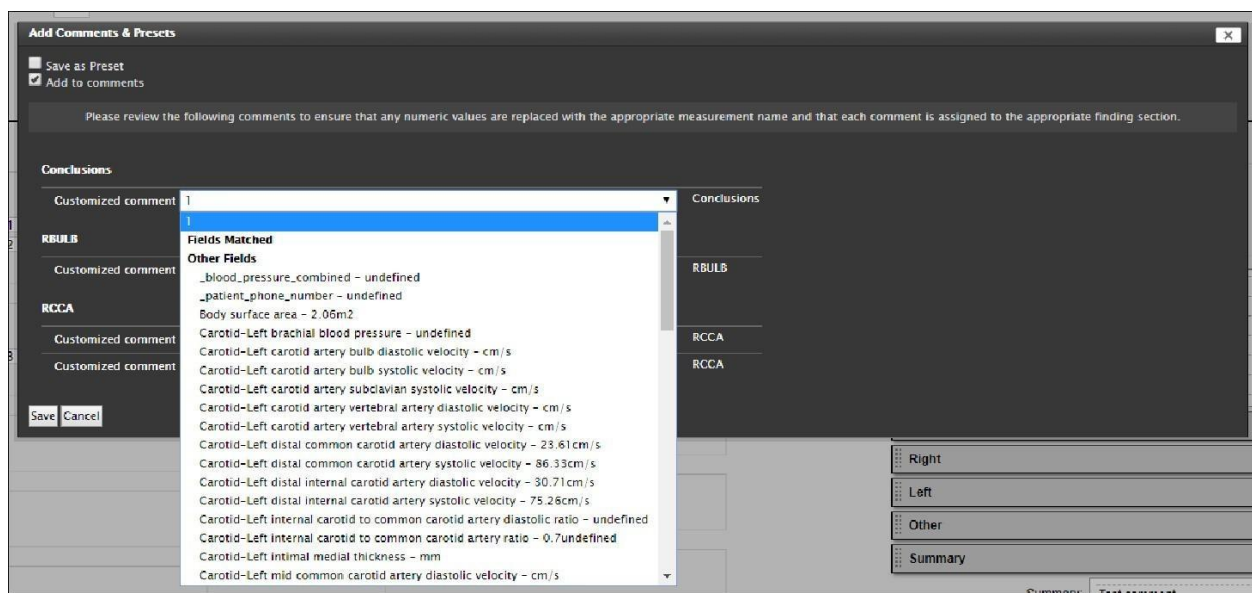 Add Comments & Presets
Save as Preset
Add to comments
Please review the following comments to ensure that any numeric values are replaced with the appropriate measurement name and that each comment is assigned to the appropriate finding section.
Conclusions
Customized comment 1 Conclusions
1
RBULB
Fields Matched
Other Fields
Customized comment RBULB
_blood_pressure_combined - undefined
_patient_phone_number - undefined
RCCA
Body surface area - 2.06m2
Carotid-Left brachial blood pressure - undefined
Customized comment RCCA
Carotid-Left carotid artery bulb diastolic velocity - cm/s
Customized comment RCCA
Carotid-Left carotid artery bulb systolic velocity - cm/s
Carotid-Left carotid artery subclavian systolic velocity - cm/s
Carotid-Left carotid artery vertebral artery diastolic velocity - cm/s
Save Cancel
Carotid-Left carotid artery vertebral artery systolic velocity - cm/s
Carotid-Left distal common carotid artery diastolic velocity - 23.61cm/s
Carotid-Left distal common carotid artery systolic velocity - 86.33cm/s
Carotid-Left distal internal carotid artery diastolic velocity - 30.71cm/s
Carotid-Left distal internal carotid artery systolic velocity - 75.26cm/s
Carotid-Left internal carotid to common carotid artery diastolic ratio - undefined
Carotid-Left internal carotid to common carotid artery ratio - 0.7undefined
Carotid-Left intimal medial thickness - mm
Carotid-Left mid common carotid artery diastolic velocity - cm/s
Right
Left
Other
Summary
Summary: Test comment